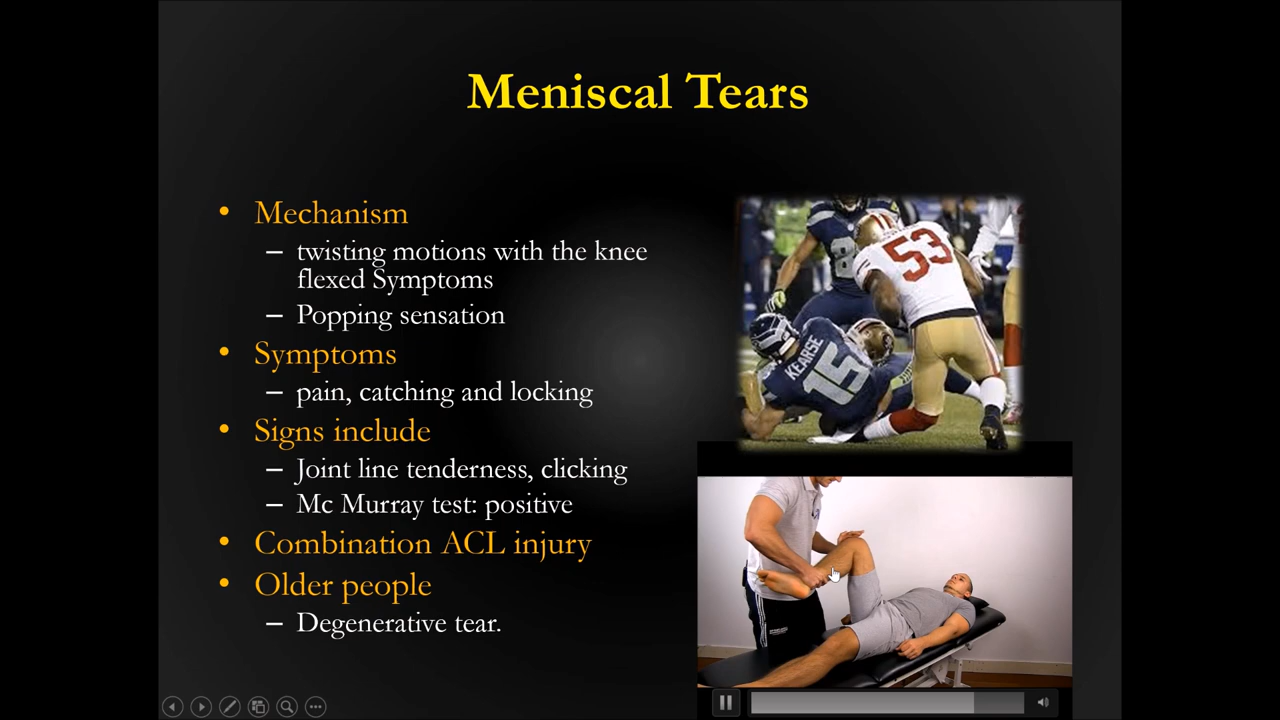 Meniscal Tears
• Mechanism
– twisting motions with the knee
flexed Symptoms
– Popping sensation
• Symptoms
– pain, catching and locking
• Signs include
– Joint line tenderness, clicking
– Mc Murray test: positive
• Combination ACL injury
• Older people
– Degenerative tear.
53
8
KEARSE
15